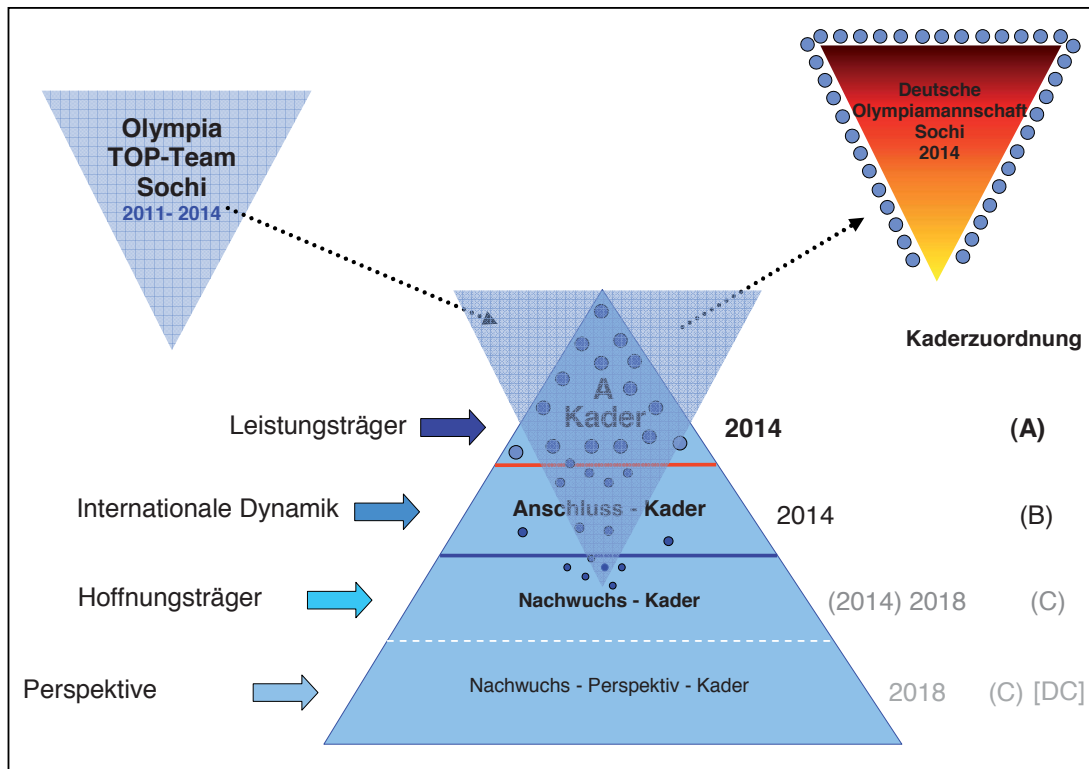 Olympia
TOP-Team
Sochi
2011- 2014
Deutsche
Olympiamannschaft
Sochi
2014
Kaderzuordnung
Leistungsträger
A
Kader
2014
(A)
Internationale Dynamik
Anschluss - Kader
2014
(B)
Hoffnungsträger
Nachwuchs - Kader
(2014) 2018
(C)
Perspektive
Nachwuchs - Perspektiv - Kader
2018
(C) [DC]